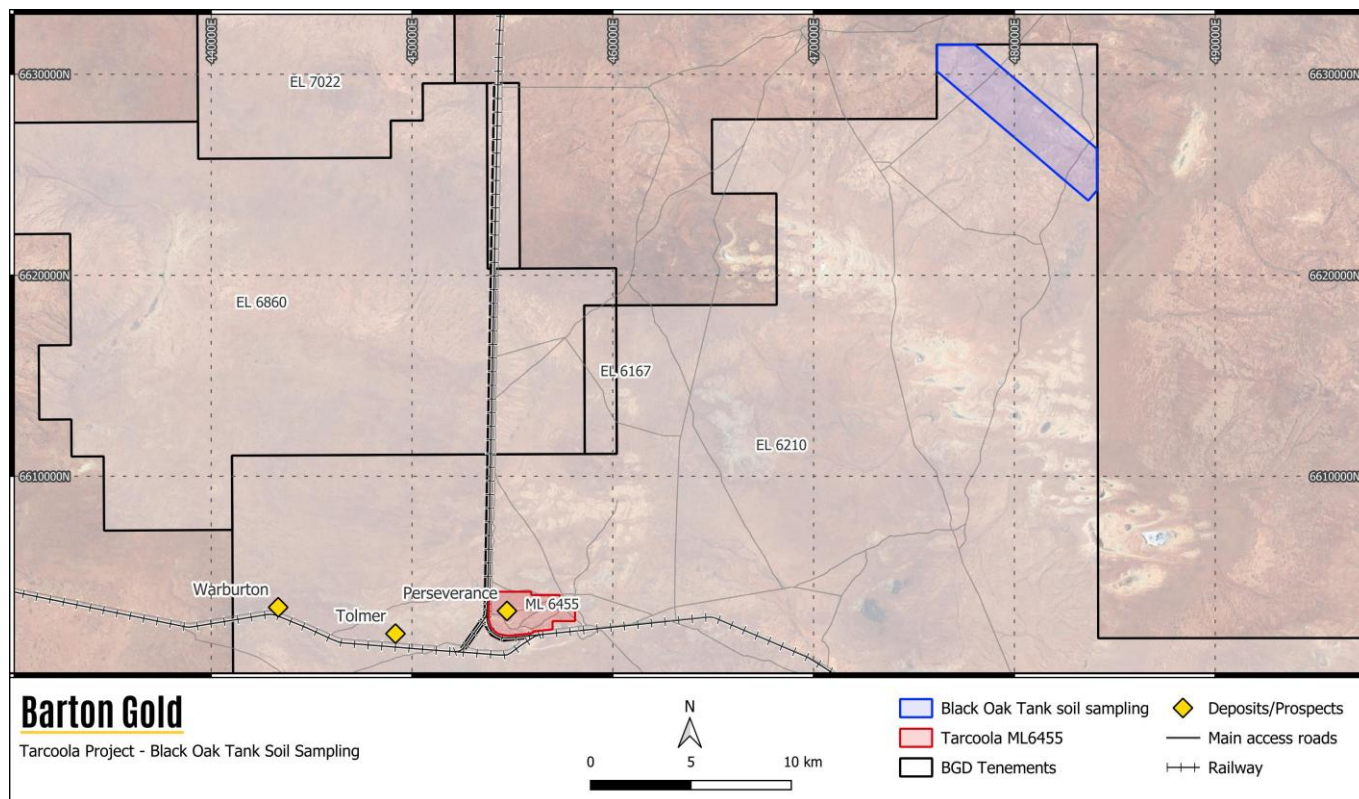 440000E
450000E
460000E
470000E
480000E
490000E
6630000N
6630000N
EL 7022
6620000N
6620000N
EL 6860
EL 6167
EL 6210
6610000N
6610000N
Warburton
Perseverance
ML 6455
Tolmer
Barton Gold
Tarcoola Project - Black Oak Tank Soil Sampling
N
0 5 10 km
Black Oak Tank soil sampling
Tarcoola ML6455
BGD Tenements
Deposits/Prospects
Main access roads
Railway